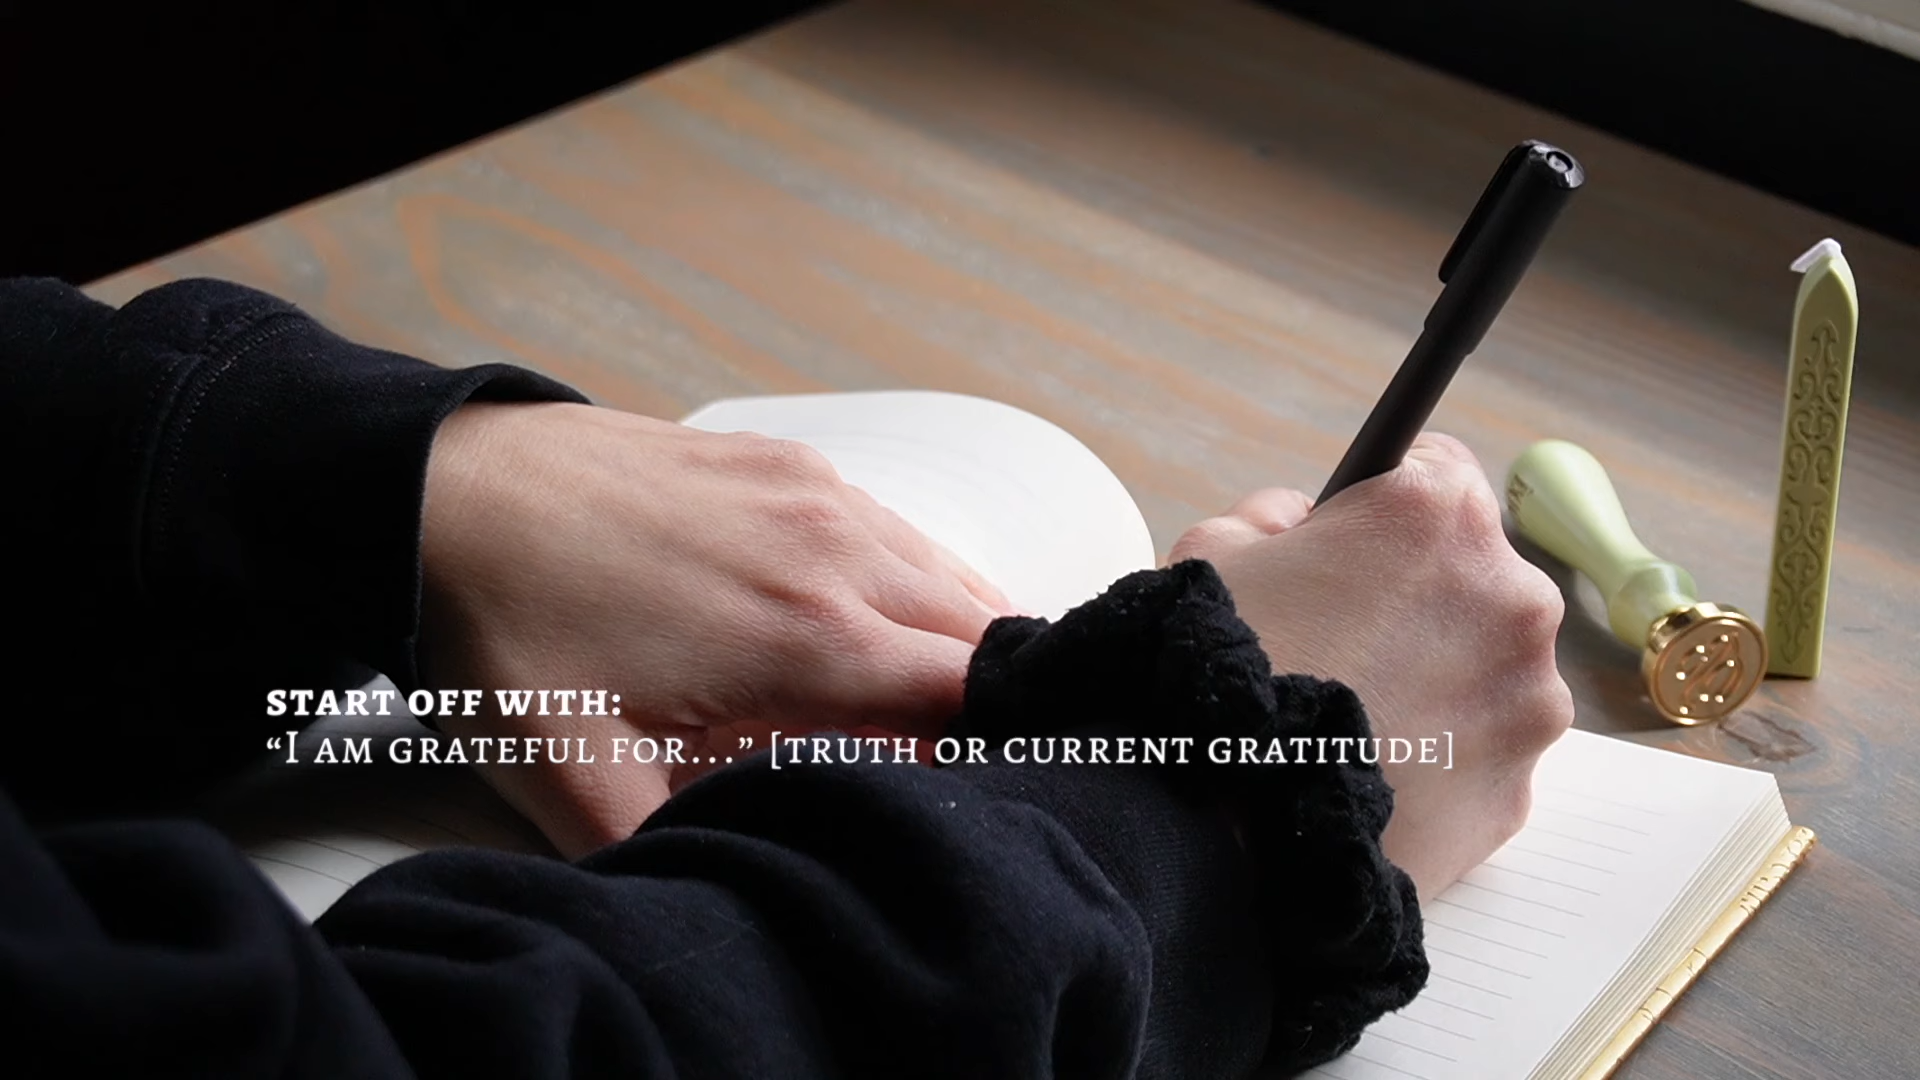 START OFF WITH:
“I AM GRATEFUL FOR...” [TRUTH OR CURRENT GRATITUDE]